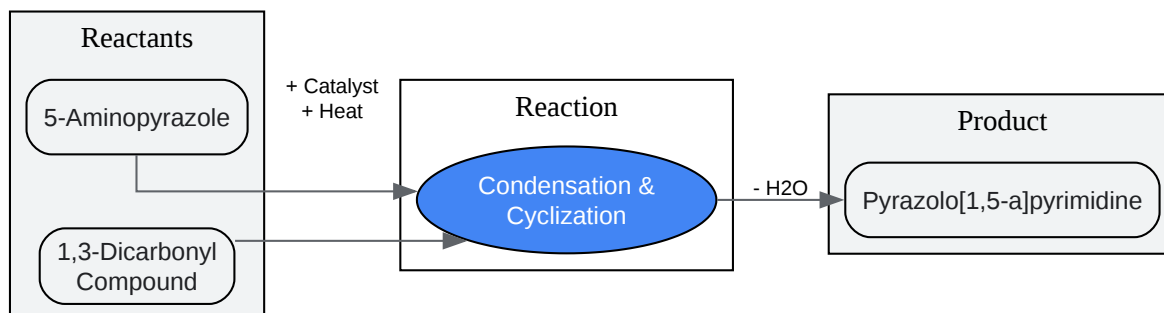 Reactants
5-Aminopyrazole
1,3-Dicarbonyl
Compound
+ Catalyst
+ Heat
Reaction
Condensation &
Cyclization
- H2O
Product
Pyrazolo[1,5-a]pyrimidine